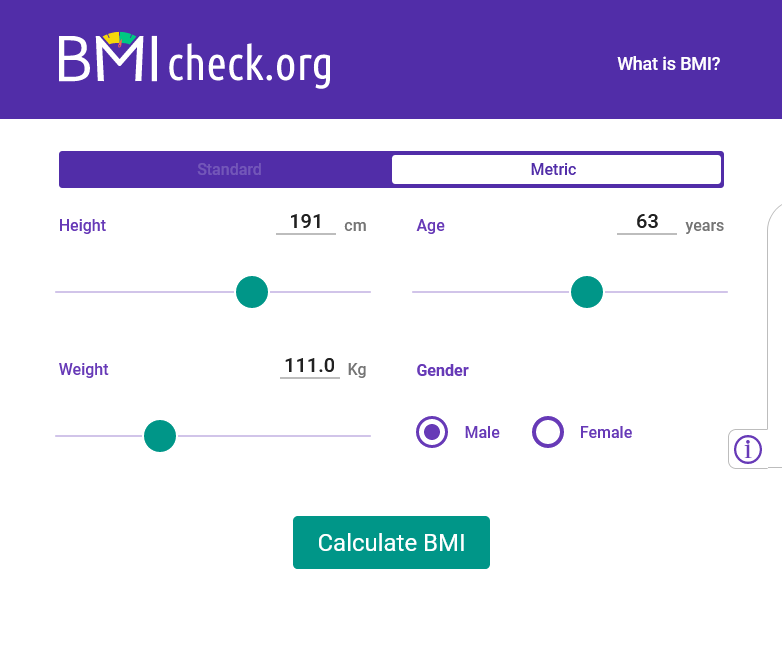 BMI check.org
What is BMI?
Standard
Metric
Height 191 cm
Age 63 years
Weight 111.0 Kg
Gender
Male
Female
i
Calculate BMI